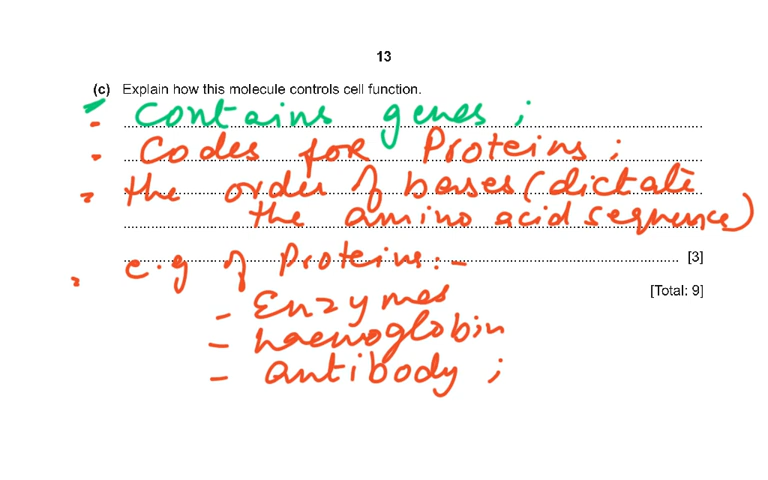 13
(c) Explain how this molecule controls cell function.
- Contains genes ;
- Codes for Proteins ;
- the order of bases (dictate
the amino acid sequence)
[3]
- e.g of Proteins :-
[Total: 9]
- Enzymes
- haemoglobin
- antibody ;